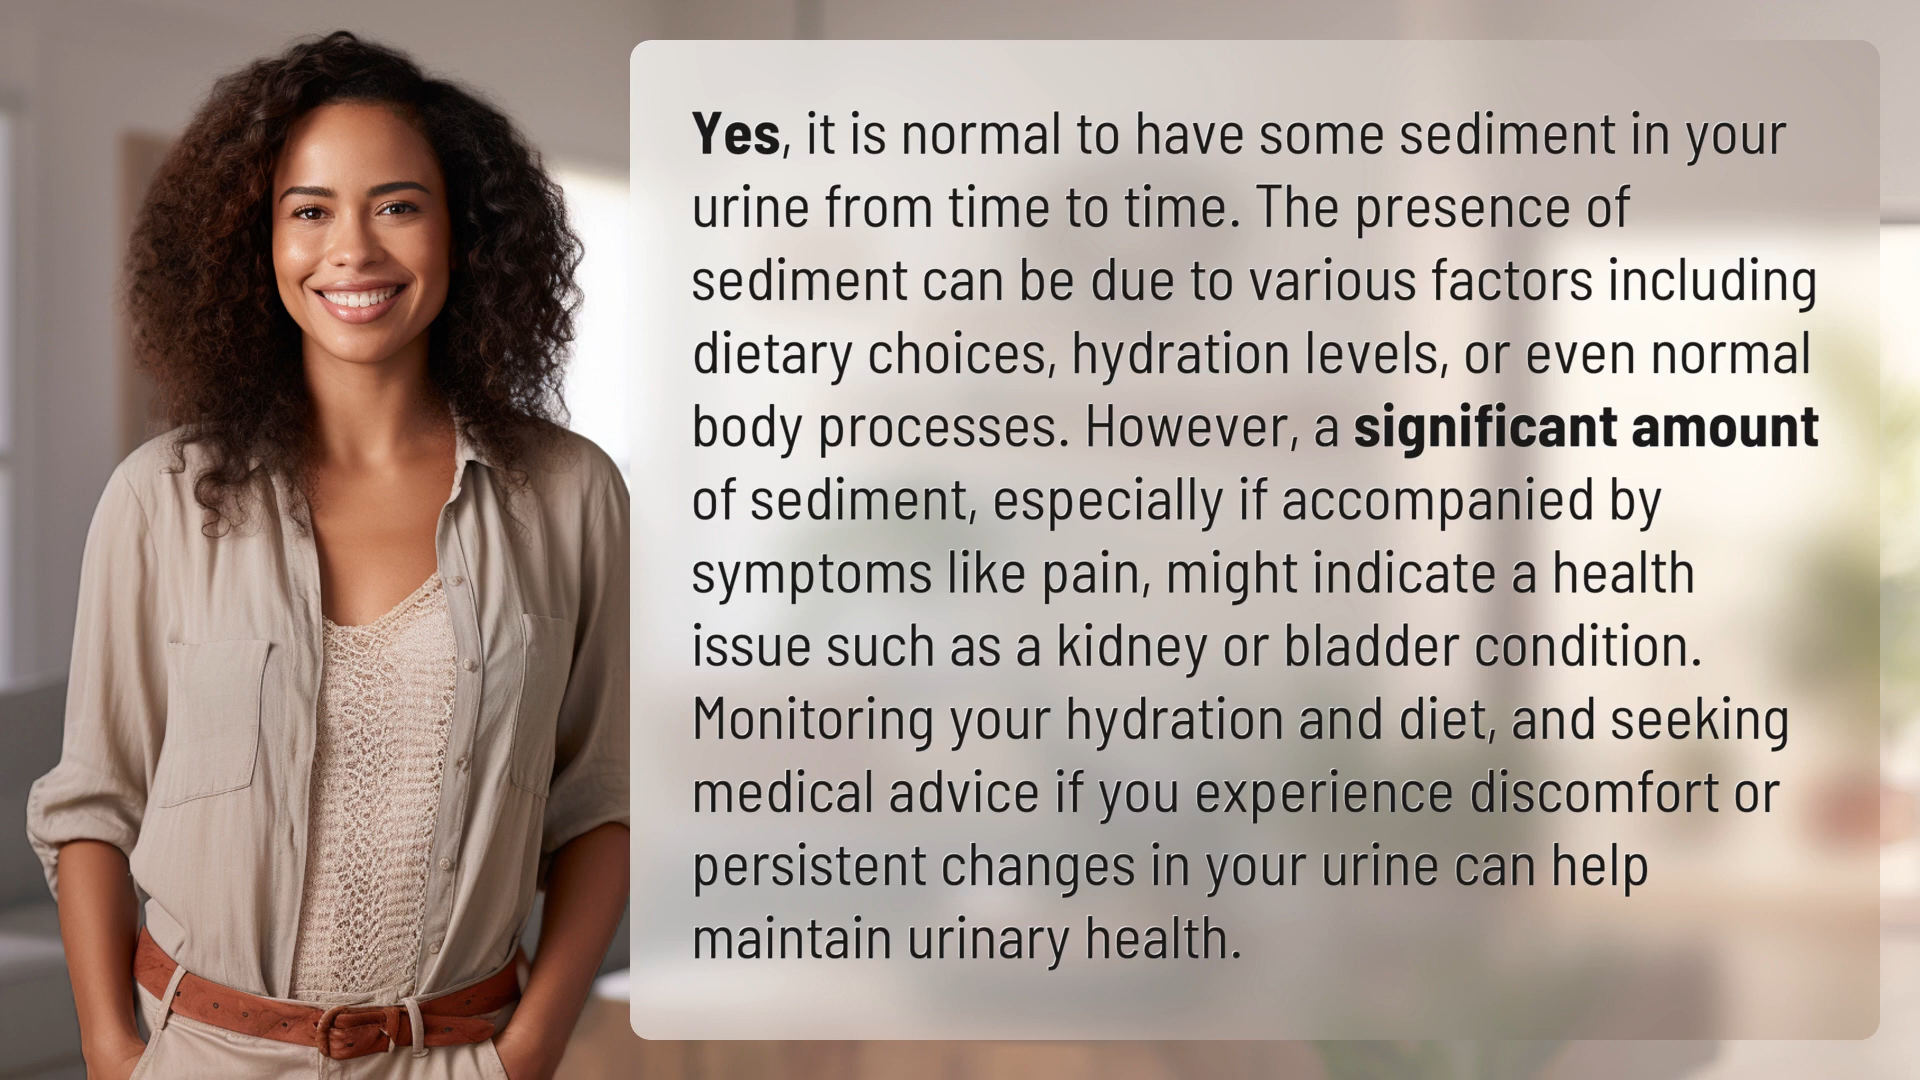 Yes, it is normal to have some sediment in your
urine from time to time. The presence of
sediment can be due to various factors including
dietary choices, hydration levels, or even normal
body processes. However, a significant amount
of sediment, especially if accompanied by
symptoms like pain, might indicate a health
issue such as a kidney or bladder condition.
Monitoring your hydration and diet, and seeking
medical advice if you experience discomfort or
persistent changes in your urine can help
maintain urinary health.